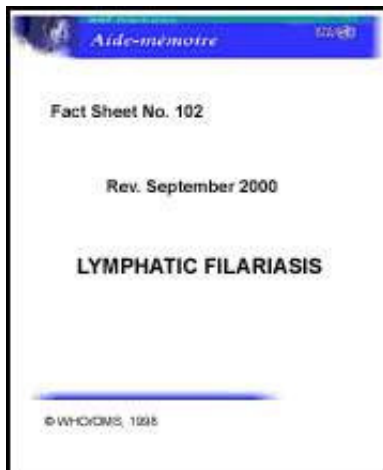 Aide-mémoire
Fact Sheet No. 102
Rev. September 2000
LYMPHATIC FILARIASIS
© WHO/OMS, 1998